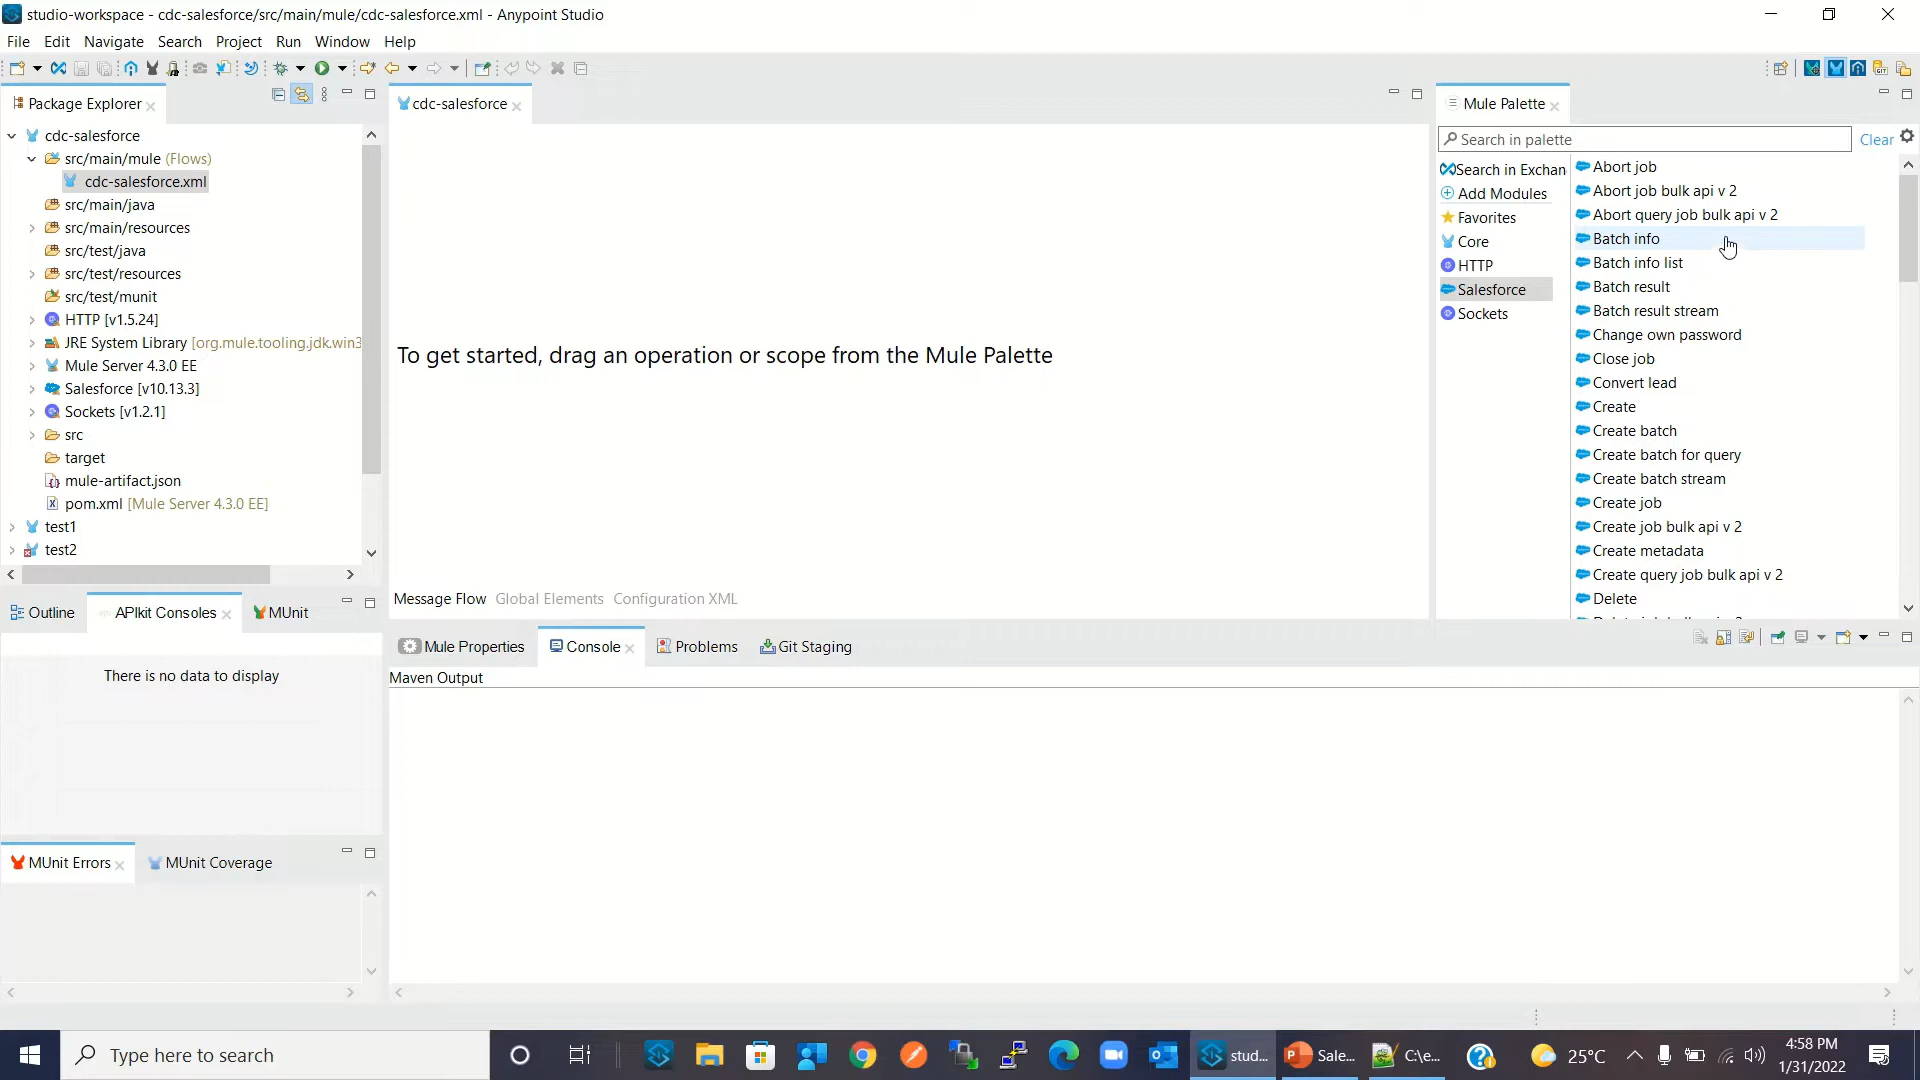 studio-workspace - cdc-salesforce/src/main/mule/cdc-salesforce.xml - Anypoint Studio
File Edit Navigate Search Project Run Window Help
Package Explorer
cdc-salesforce
src/main/mule (Flows)
cdc-salesforce.xml
src/main/java
src/main/resources
src/test/java
src/test/resources
src/test/munit
HTTP [v1.5.24]
JRE System Library [org.mule.tooling.jdk.win3
Mule Server 4.3.0 EE
Salesforce [v10.13.3]
Sockets [v1.2.1]
src
target
mule-artifact.json
pom.xml [Mule Server 4.3.0 EE]
test1
test2
cdc-salesforce
To get started, drag an operation or scope from the Mule Palette
Message Flow Global Elements Configuration XML
Mule Palette
Search in palette
Clear
Search in Exchan
Add Modules
Favorites
Core
HTTP
Salesforce
Sockets
Abort job
Abort job bulk api v 2
Abort query job bulk api v 2
Batch info
Batch info list
Batch result
Batch result stream
Change own password
Close job
Convert lead
Create
Create batch
Create batch for query
Create batch stream
Create job
Create job bulk api v 2
Create metadata
Create query job bulk api v 2
Delete
Outline APIkit Consoles MUnit
There is no data to display
MUnit Errors MUnit Coverage
Mule Properties Console Problems Git Staging
Maven Output
Type here to search
stud...
Sale...
C:\e...
25°C
4:58 PM
1/31/2022